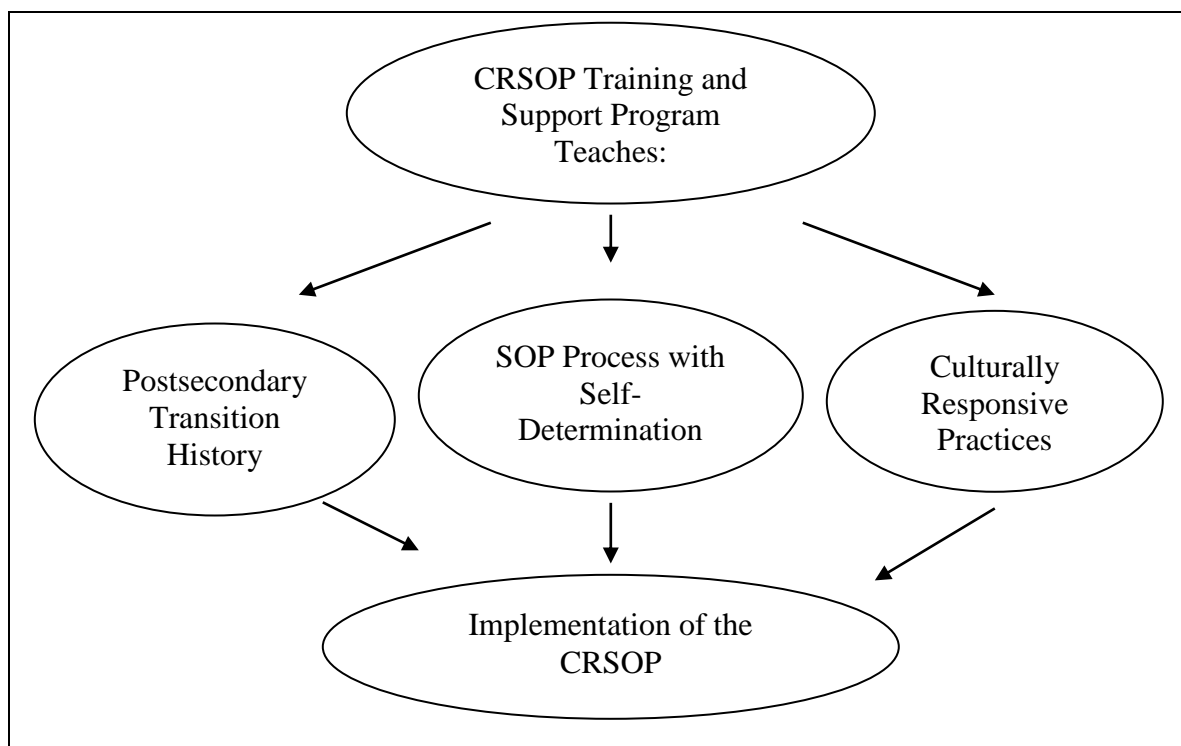 CRSOP Training and
Support Program
Teaches:
Postsecondary
Transition
History
SOP Process with
Self-
Determination
Culturally
Responsive
Practices
Implementation of the
CRSOP